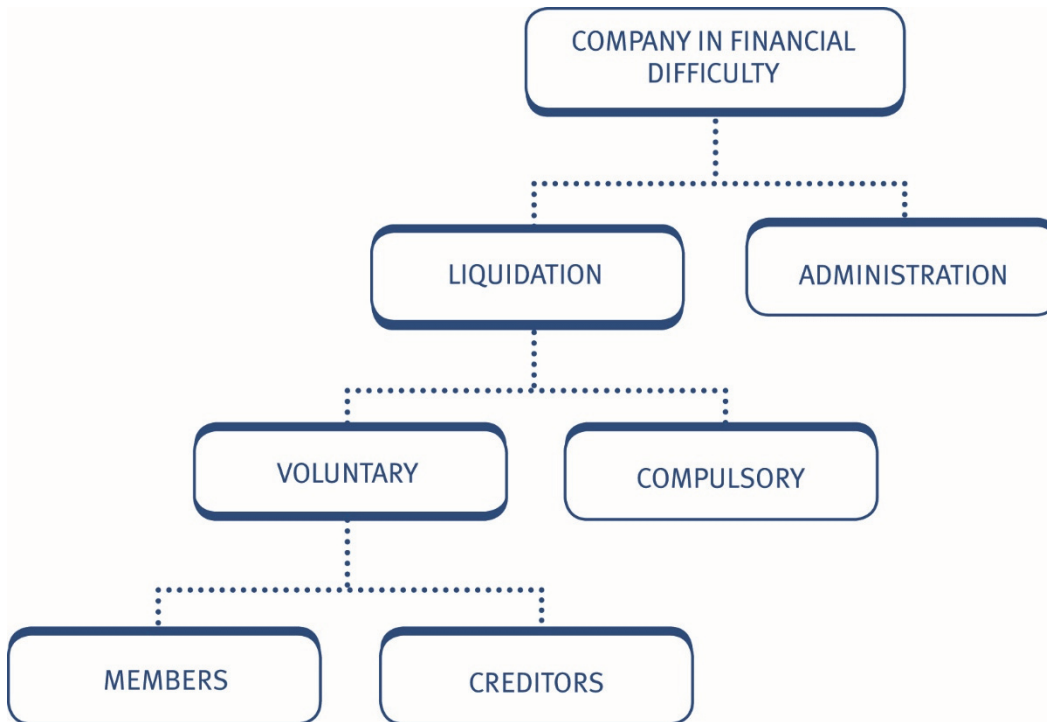 COMPANY IN FINANCIAL
DIFFICULTY
LIQUIDATION
ADMINISTRATION
VOLUNTARY
COMPULSORY
MEMBERS
CREDITORS